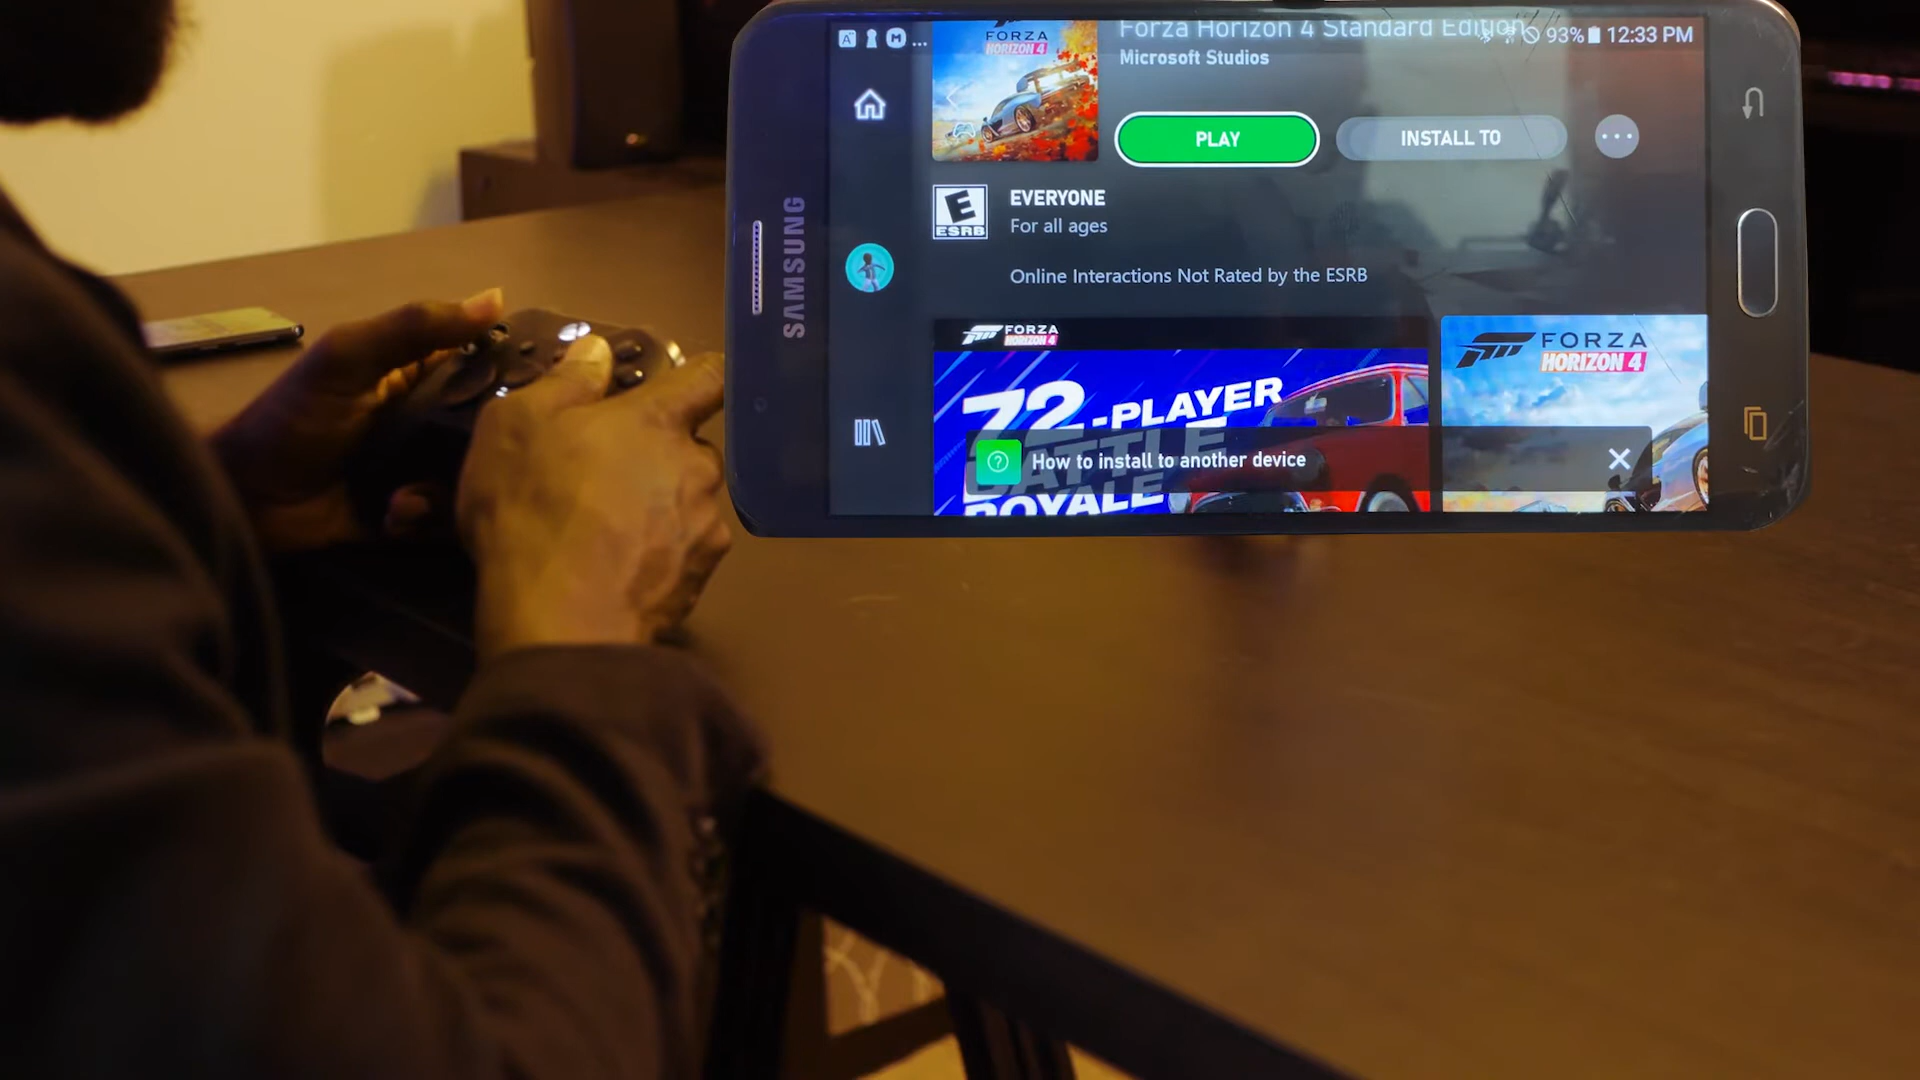 Forza Horizon 4 Standard Edition
93% 12:33 PM
Microsoft Studios
FORZA
HORIZON 4
PLAY
INSTALL TO
E
ESRB
EVERYONE
For all ages
Online Interactions Not Rated by the ESRB
SAMSUNG
FORZA
HORIZON 4
72-PLAYER
BATTLE
ROYALE
FORZA
HORIZON 4
How to install to another device